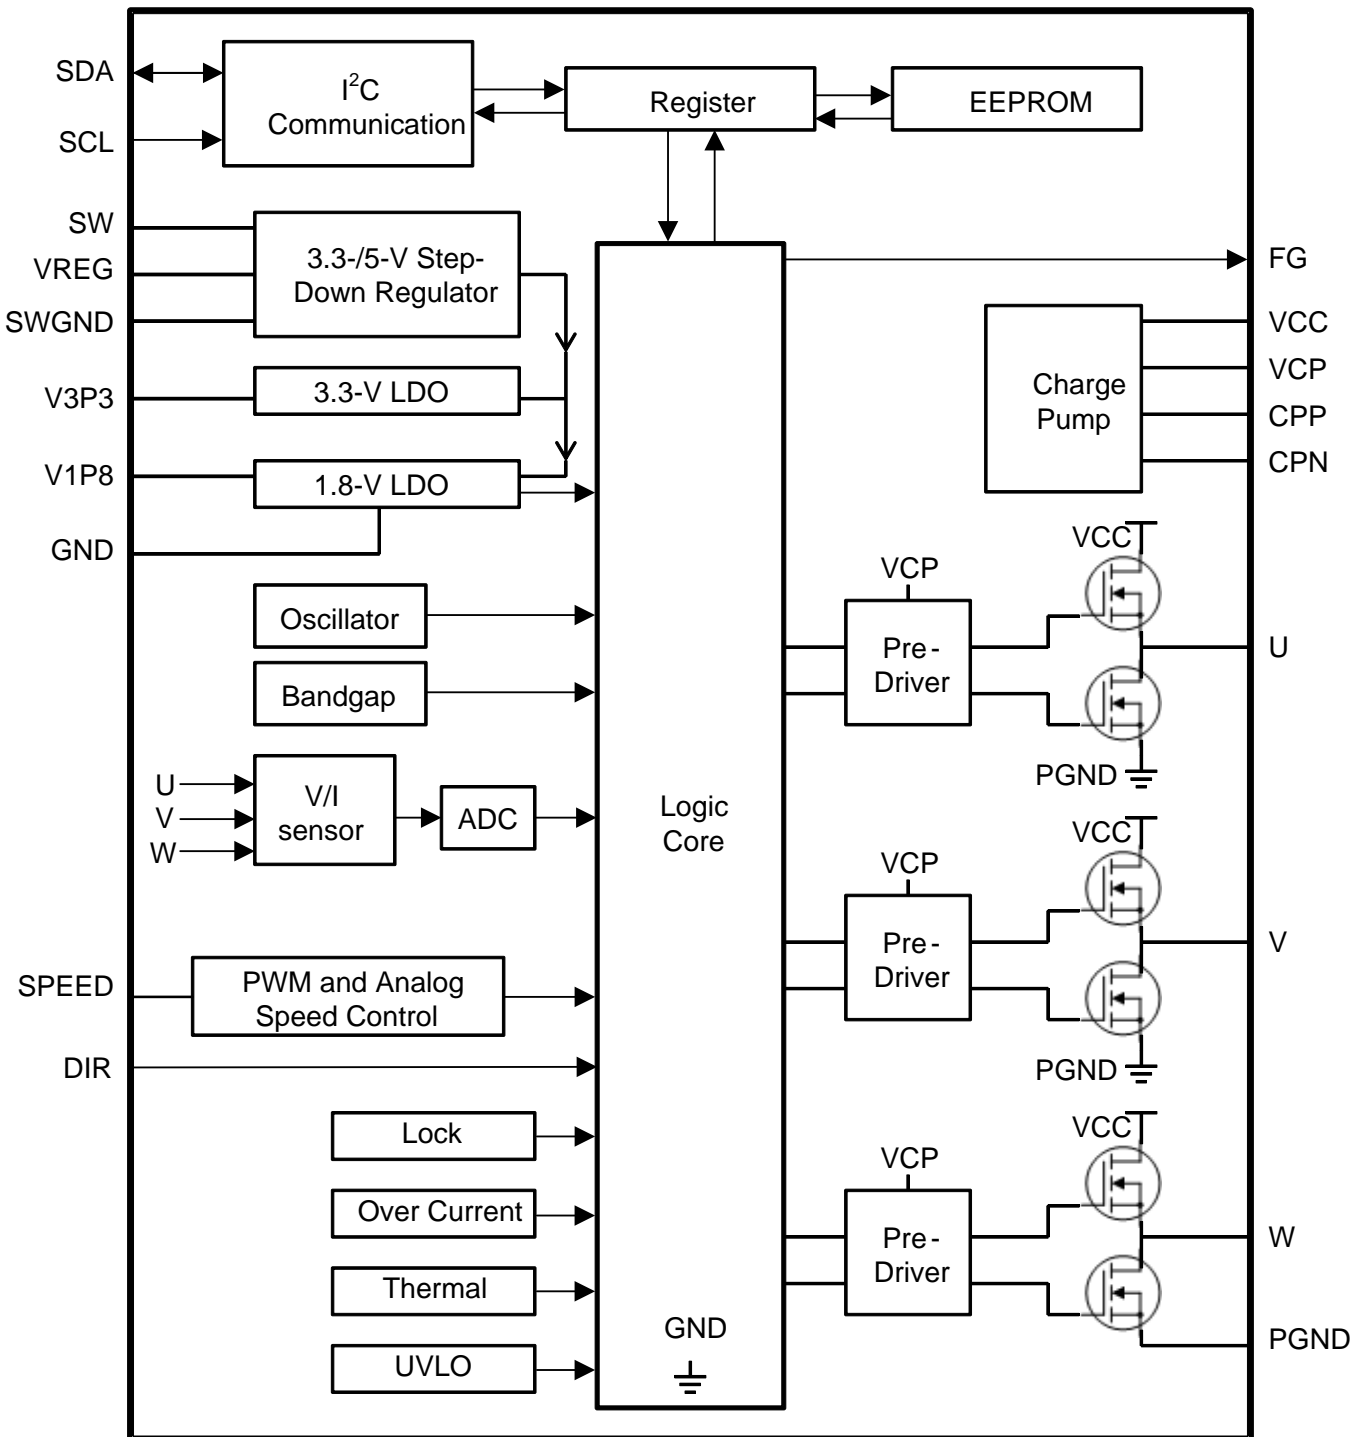 SDA
SCL
I²C
Communication
Register
EEPROM
SW
VREG
SWGND
3.3-/5-V Step-
Down Regulator
V3P3
3.3-V LDO
V1P8
1.8-V LDO
GND
Oscillator
Bandgap
U
V
W
V/I
sensor
ADC
SPEED
PWM and Analog
Speed Control
DIR
Lock
Over Current
Thermal
UVLO
Logic
Core
GND
FG
Charge
Pump
VCC
VCP
CPP
CPN
VCP
Pre-
Driver
VCC
U
PGND
VCP
Pre-
Driver
VCC
V
PGND
VCP
Pre-
Driver
VCC
W
PGND